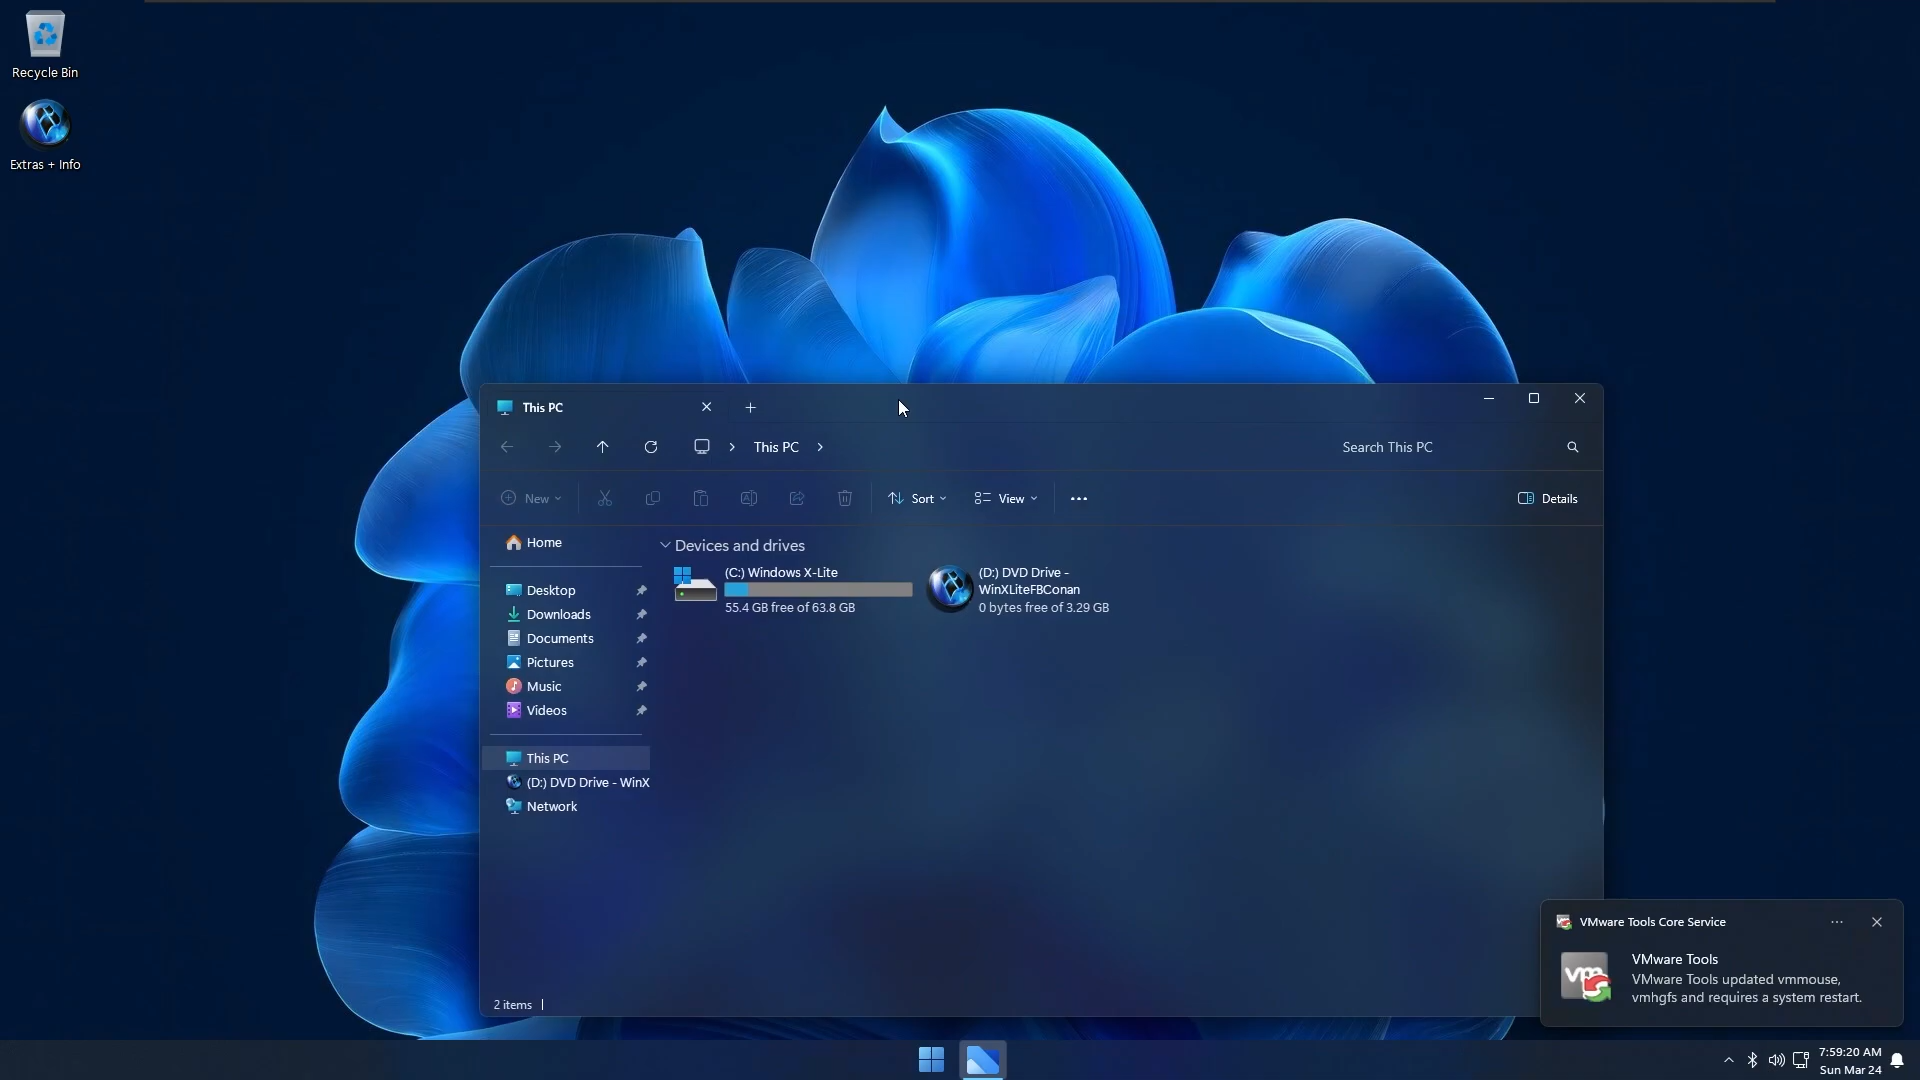 Recycle Bin
Extras + Info
This PC
This PC
Search This PC
New
Sort
View
Details
Home
Desktop
Downloads
Documents
Pictures
Music
Videos
This PC
(D:) DVD Drive - WinX
Network
Devices and drives
(C:) Windows X-Lite
55.4 GB free of 63.8 GB
(D:) DVD Drive -
WinXLiteFBConan
0 bytes free of 3.29 GB
2 items
VMware Tools Core Service
vm
VMware Tools
VMware Tools updated vmmouse,
vmhgfs and requires a system restart.
7:59:20 AM
Sun Mar 24